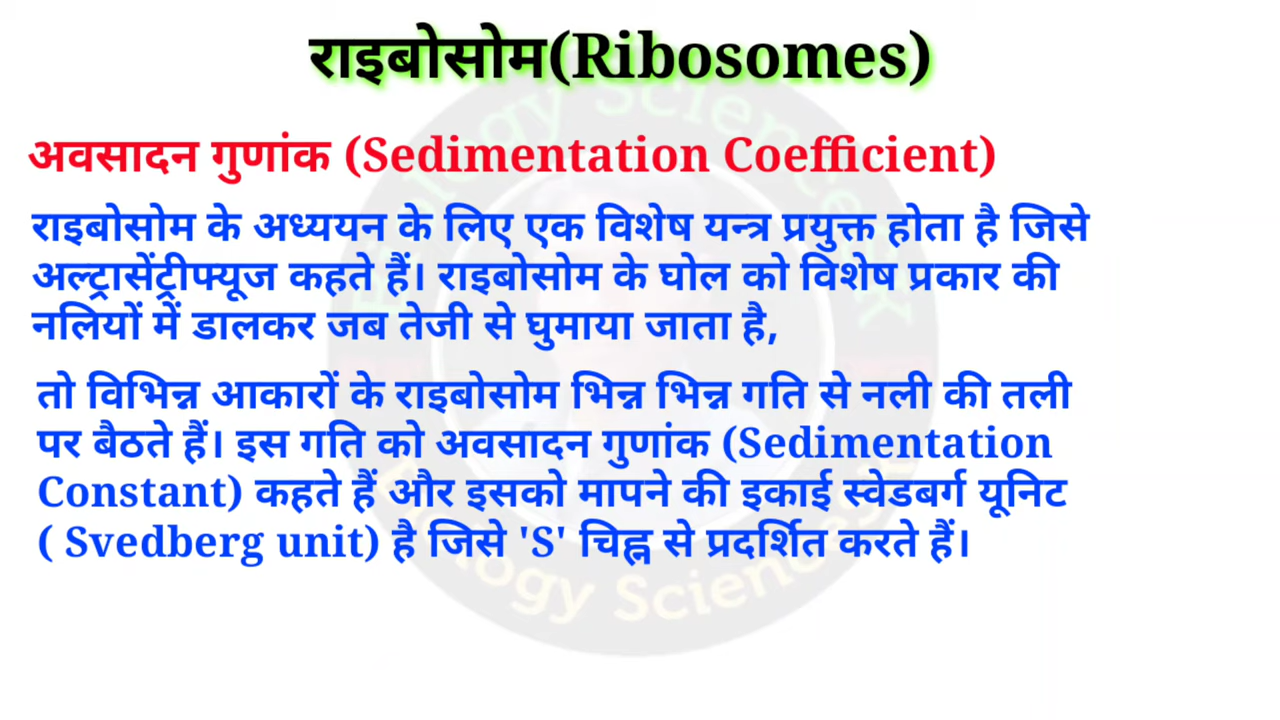 राइबोसोम(Ribosomes)
अवसादन गुणांक (Sedimentation Coefficient)
राइबोसोम के अध्ययन के लिए एक विशेष यन्त्र प्रयुक्त होता है जिसे
अल्ट्रासेंट्रीफ्यूज कहते हैं। राइबोसोम के घोल को विशेष प्रकार की
नलियों में डालकर जब तेजी से घुमाया जाता है,
तो विभिन्न आकारों के राइबोसोम भिन्न भिन्न गति से नली की तली
पर बैठते हैं। इस गति को अवसादन गुणांक (Sedimentation
Constant) कहते हैं और इसको मापने की इकाई स्वेडबर्ग यूनिट
( Svedberg unit) है जिसे 'S' चिह्न से प्रदर्शित करते हैं।